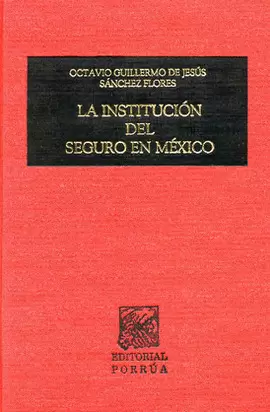 OCTAVIO GUILLERMO DE JESÚS
SÁNCHEZ FLORES
LA INSTITUCIÓN
DEL
SEGURO EN MÉXICO
EDITORIAL
PORRÚA